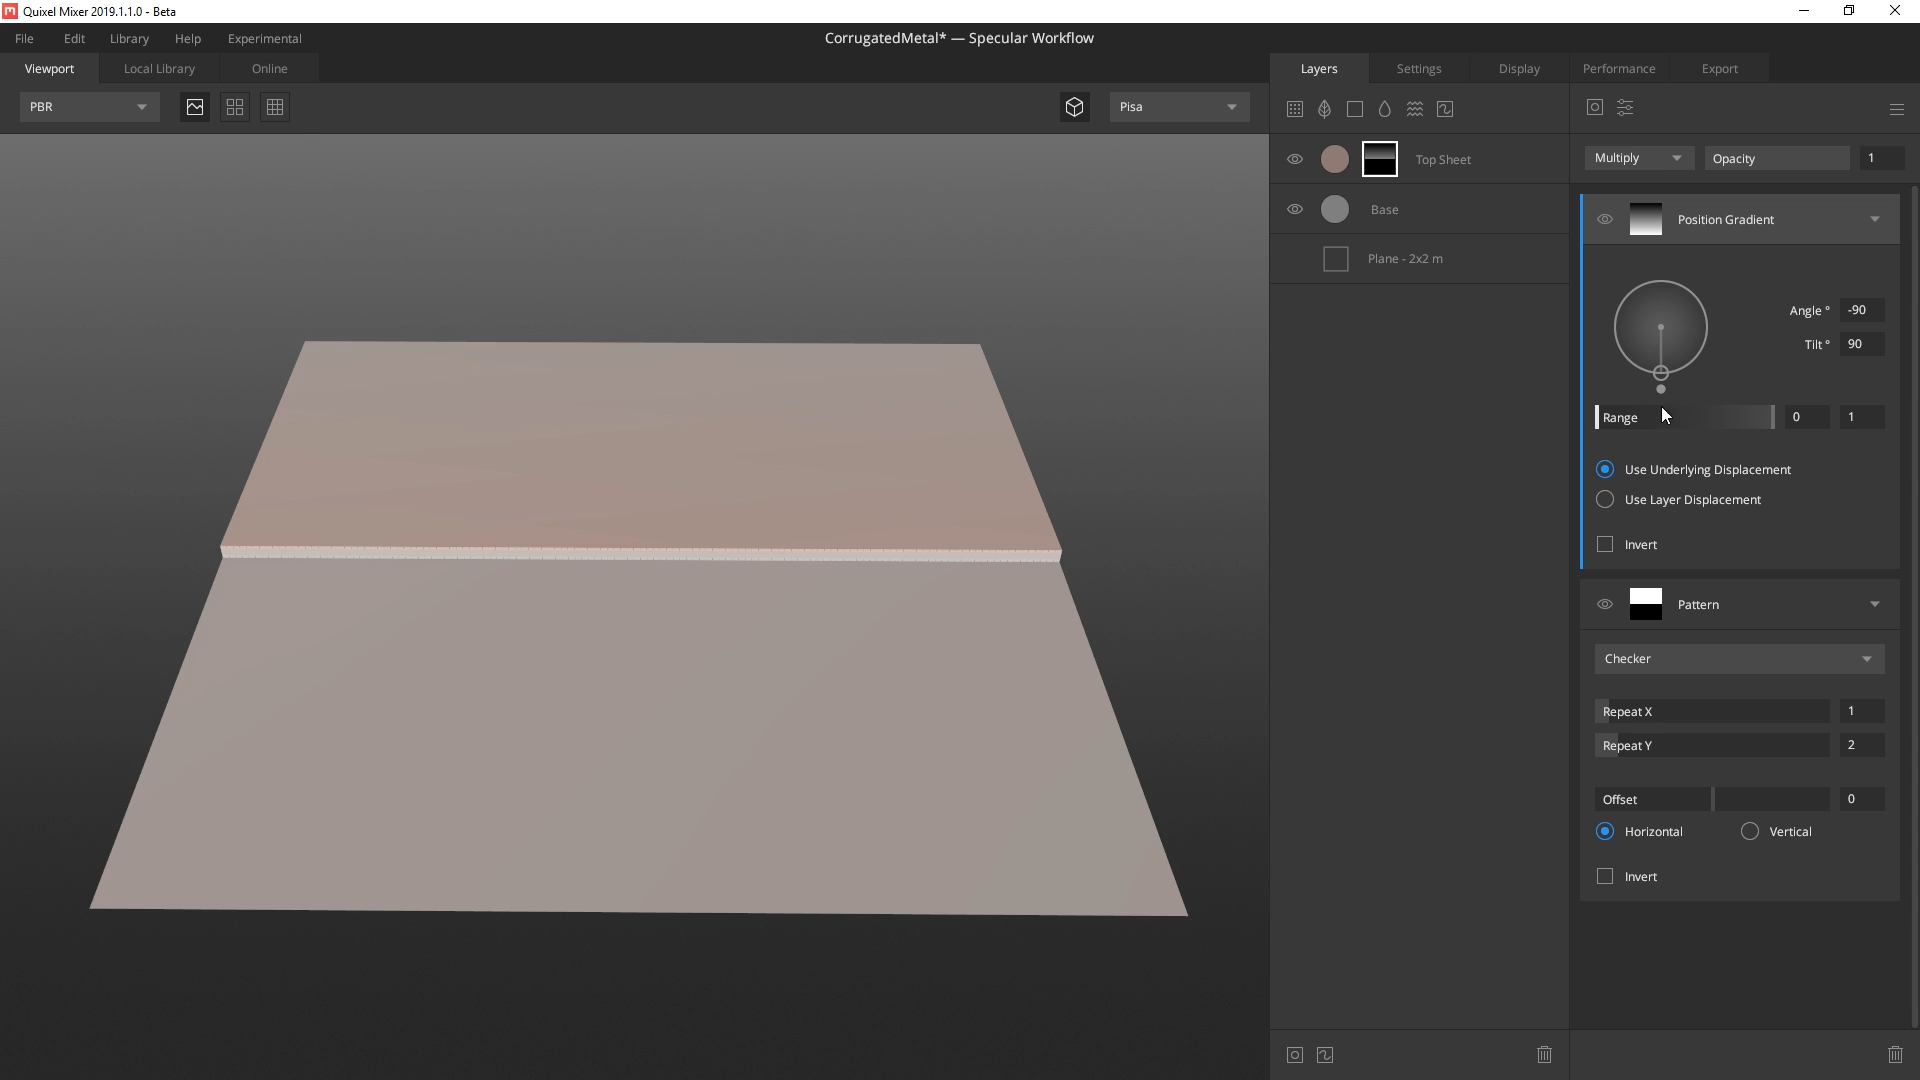 Quixel Mixer 2019.1.1.0 - Beta
File Edit Library Help Experimental
CorrugatedMetal* — Specular Workflow
Viewport Local Library Online
Layers Settings Display Performance Export
PBR
Pisa
Top Sheet
Multiply Opacity 1
Base
Plane - 2x2 m
Position Gradient
Angle ° -90
Tilt ° 90
Range 0 1
Use Underlying Displacement
Use Layer Displacement
Invert
Pattern
Checker
Repeat X 1
Repeat Y 2
Offset 0
Horizontal Vertical
Invert